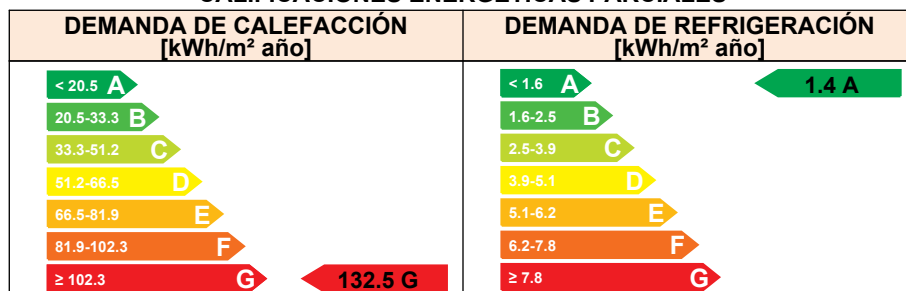 CALIFICACIONES ENERGÉTICAS PARCIALES
DEMANDA DE CALEFACCIÓN
[kWh/m² año]
DEMANDA DE REFRIGERACIÓN
[kWh/m² año]
< 20.5 A
20.5-33.3 B
33.3-51.2 C
51.2-66.5 D
66.5-81.9 E
81.9-102.3 F
≥ 102.3 G
132.5 G
< 1.6 A
1.4 A
1.6-2.5 B
2.5-3.9 C
3.9-5.1 D
5.1-6.2 E
6.2-7.8 F
≥ 7.8 G